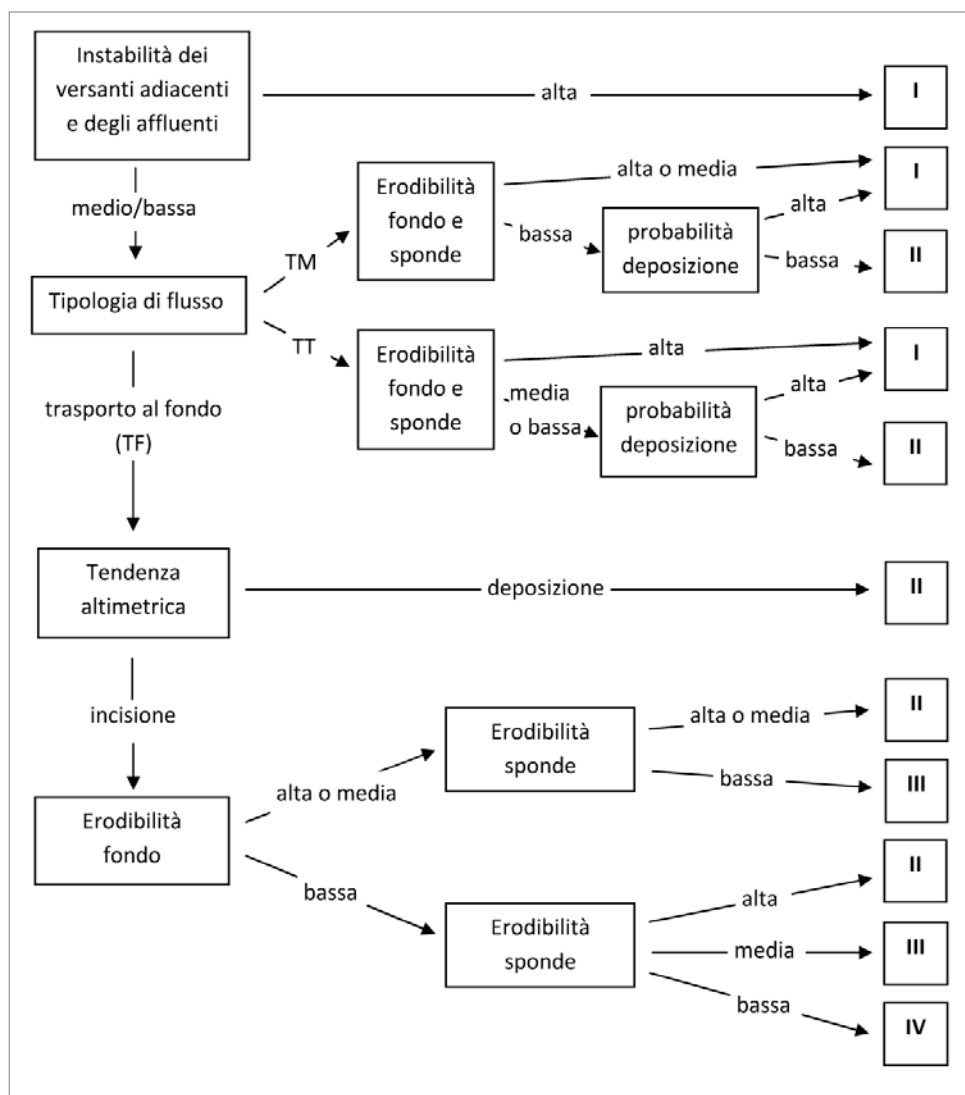 Instabilità dei
versanti adiacenti
e degli affluenti
alta
I
medio/bassa
Tipologia di flusso
TM
Erodibilità
fondo e
sponde
alta o media
I
bassa
probabilità
deposizione
alta
bassa
II
TT
Erodibilità
fondo e
sponde
alta
I
media
o bassa
probabilità
deposizione
alta
bassa
II
trasporto al fondo
(TF)
Tendenza
altimetrica
deposizione
II
incisione
Erodibilità
fondo
alta o media
Erodibilità
sponde
alta o media
II
bassa
III
bassa
Erodibilità
sponde
alta
II
media
III
bassa
IV